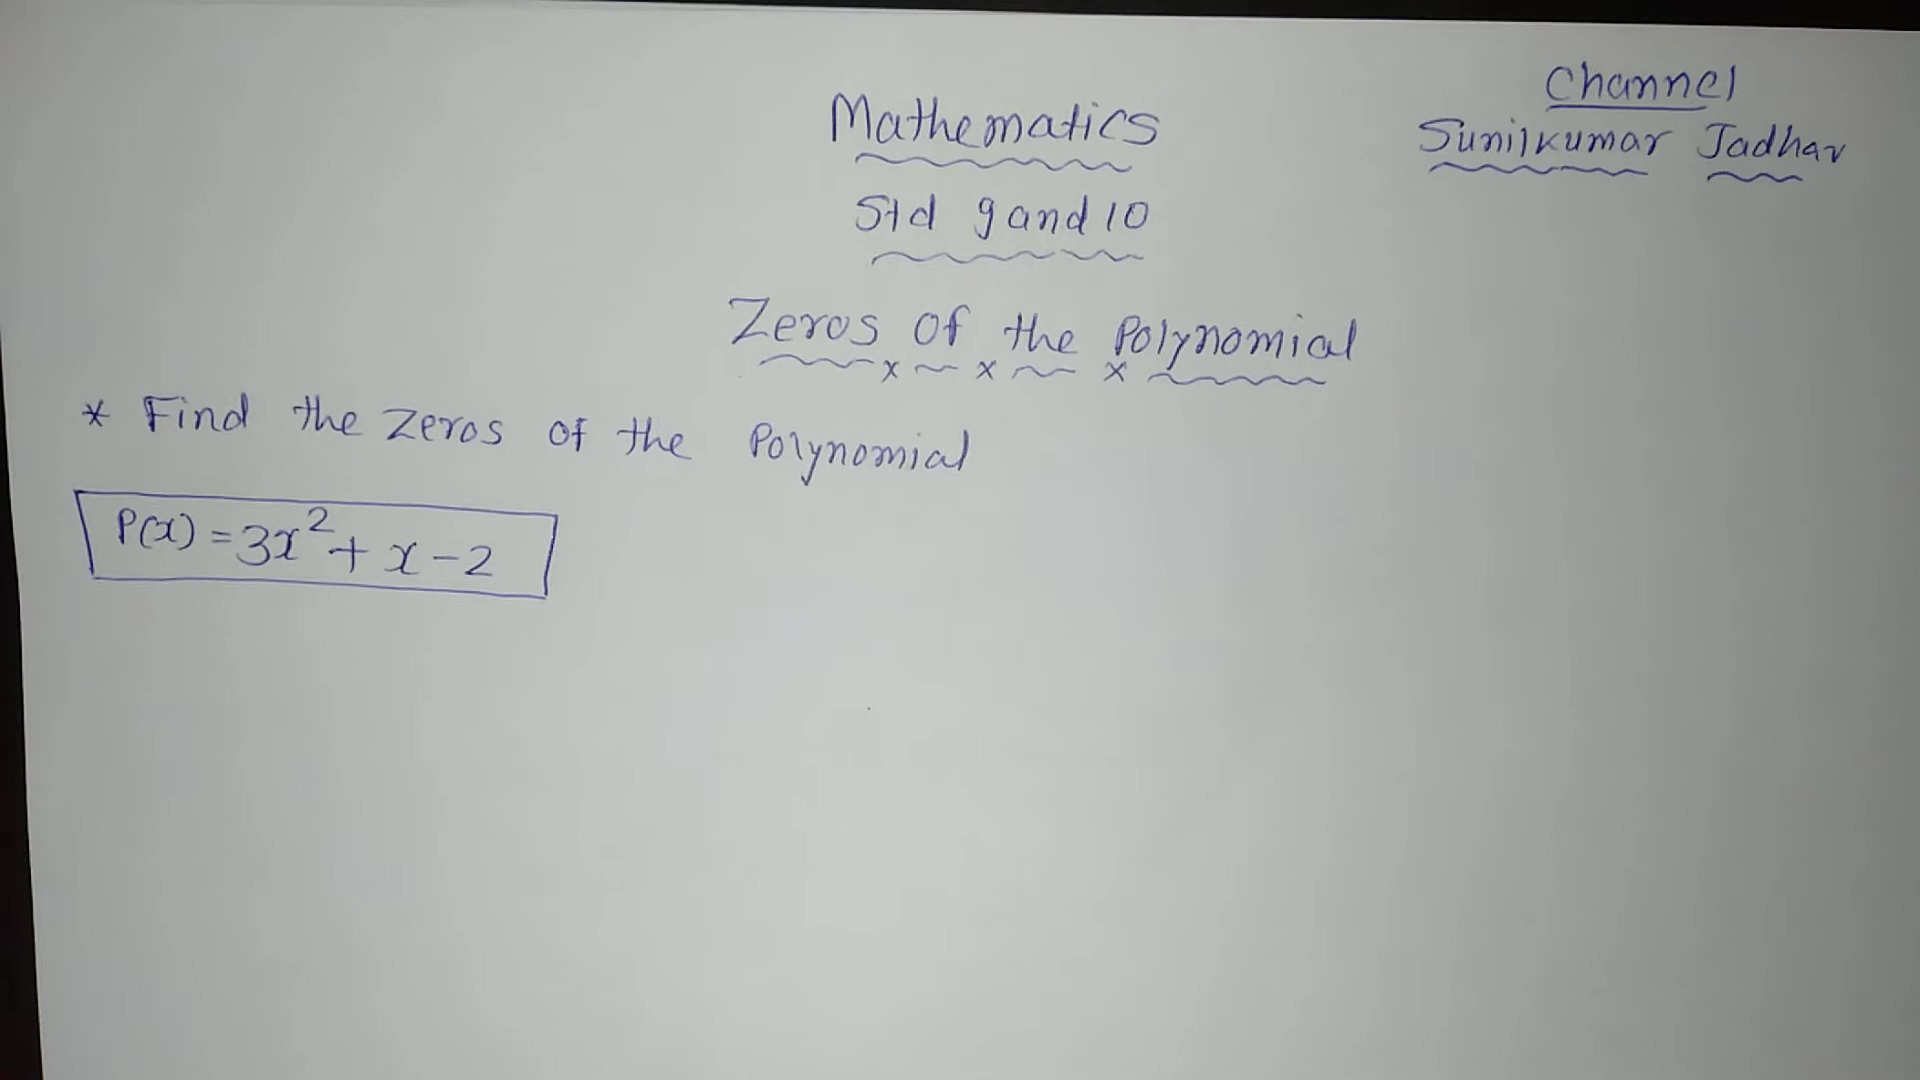 Channel
Sunilkumar Jadhav
Mathematics
Std 9 and 10
Zeros of the Polynomial
* Find the zeros of the Polynomial
P(x) = 3x² + x - 2